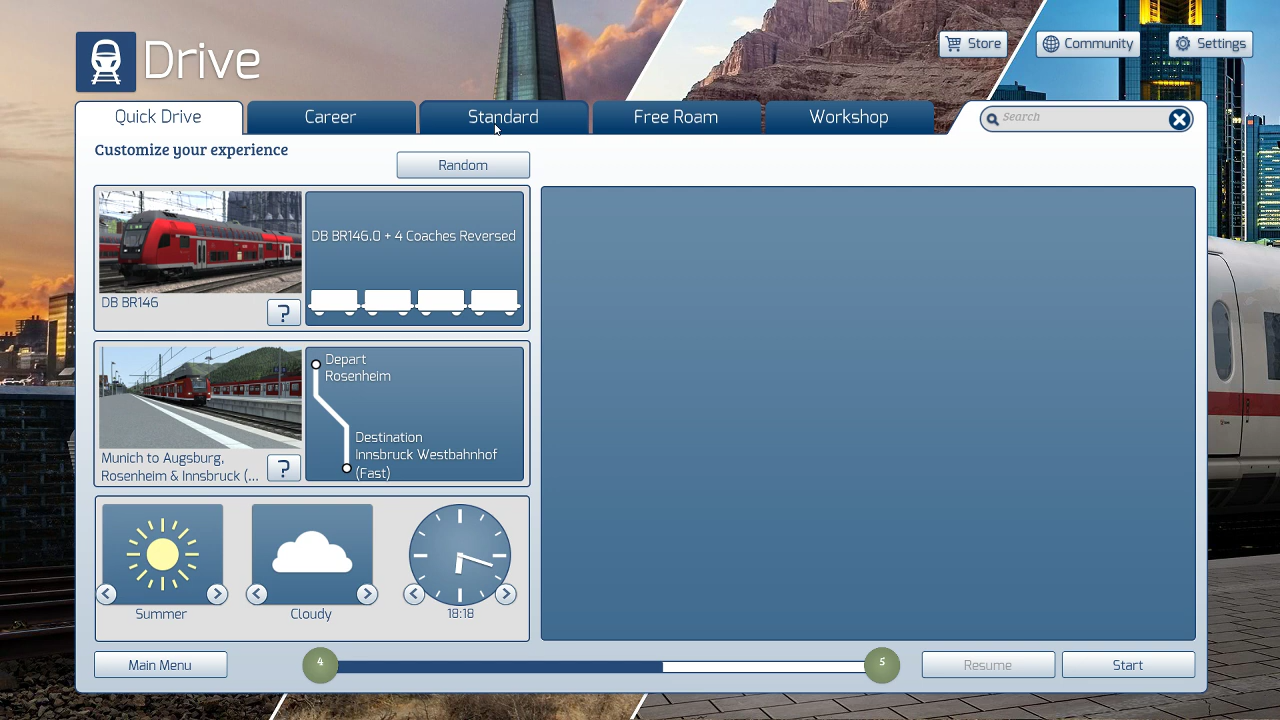 Drive
Store
Community
Settings
Quick Drive
Career
Standard
Free Roam
Workshop
Search
Customize your experience
Random
DB BR146
?
DB BR146.0 + 4 Coaches Reversed
Munich to Augsburg,
Rosenheim & Innsbruck (...
?
Depart
Rosenheim
Destination
Innsbruck Westbahnhof
(Fast)
Summer
Cloudy
18:18
Main Menu
4
5
Resume
Start